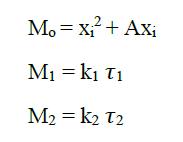 Mₒ = xᵢ² + Axᵢ
M₁ = k₁ τ₁
M₂ = k₂ τ₂